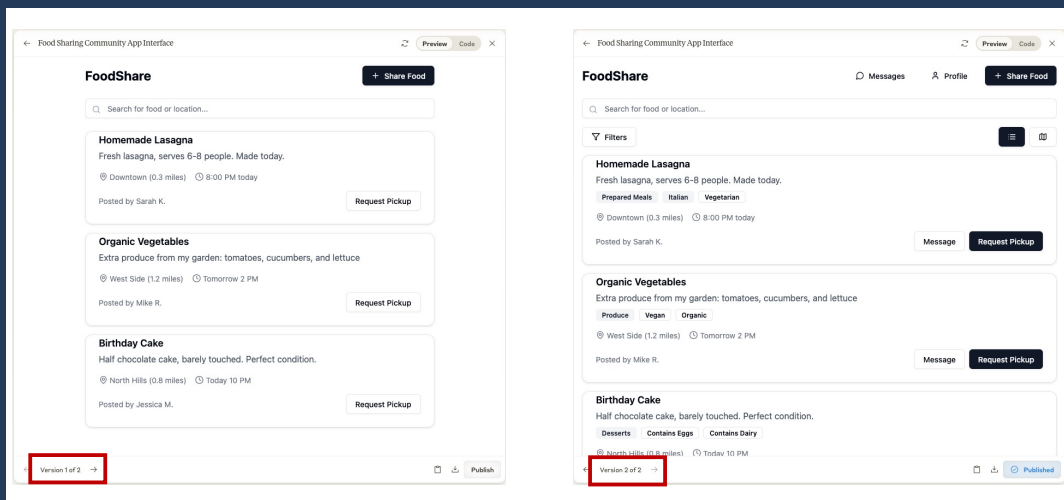 Food Sharing Community App Interface
Preview Code
FoodShare
+ Share Food
Search for food or location...
Homemade Lasagna
Fresh lasagna, serves 6-8 people. Made today.
Downtown (0.3 miles) 8:00 PM today
Posted by Sarah K.
Request Pickup
Organic Vegetables
Extra produce from my garden: tomatoes, cucumbers, and lettuce
West Side (1.2 miles) Tomorrow 2 PM
Posted by Mike R.
Request Pickup
Birthday Cake
Half chocolate cake, barely touched. Perfect condition.
North Hills (0.8 miles) Today 10 PM
Posted by Jessica M.
Request Pickup
Version 1 of 2
Publish
Food Sharing Community App Interface
Preview Code
FoodShare
Messages Profile + Share Food
Search for food or location...
Filters
Homemade Lasagna
Fresh lasagna, serves 6-8 people. Made today.
Prepared Meals Italian Vegetarian
Downtown (0.3 miles) 8:00 PM today
Posted by Sarah K.
Message Request Pickup
Organic Vegetables
Extra produce from my garden: tomatoes, cucumbers, and lettuce
Produce Vegan Organic
West Side (1.2 miles) Tomorrow 2 PM
Posted by Mike R.
Message Request Pickup
Birthday Cake
Half chocolate cake, barely touched. Perfect condition.
Desserts Contains Eggs Contains Dairy
North Hills (0.8 miles) Today 10 PM
Version 2 of 2
Published